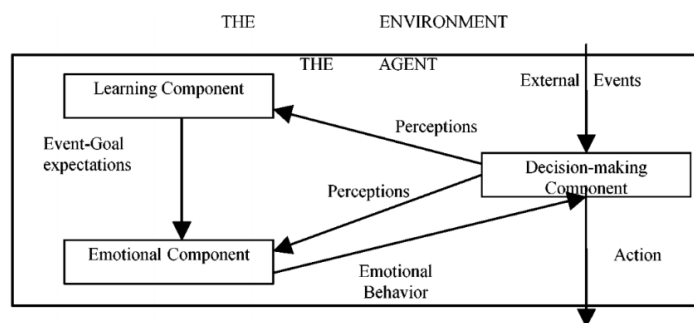 THE ENVIRONMENT
THE AGENT
Learning Component
External Events
Perceptions
Event-Goal
expectations
Decision-making
Component
Perceptions
Emotional Component
Action
Emotional
Behavior